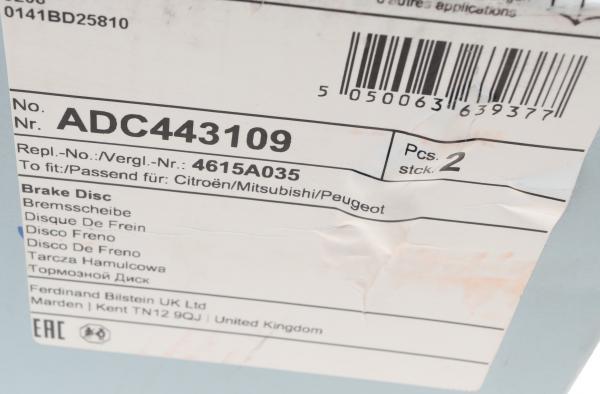 d'autres applications
0141BD25810
5 050063 639377
No.
Nr. ADC443109
Pcs.
stck. 2
Repl.-No.:/Vergl.-Nr.: 4615A035
To fit:/Passend für: Citroën/Mitsubishi/Peugeot
Brake Disc
Bremsscheibe
Disque De Frein
Disco Freno
Disco De Freno
Tarcza Hamulcowa
Тормозной Диск
Ferdinand Bilstein UK Ltd
Marden | Kent TN12 9QJ | United Kingdom
EAC